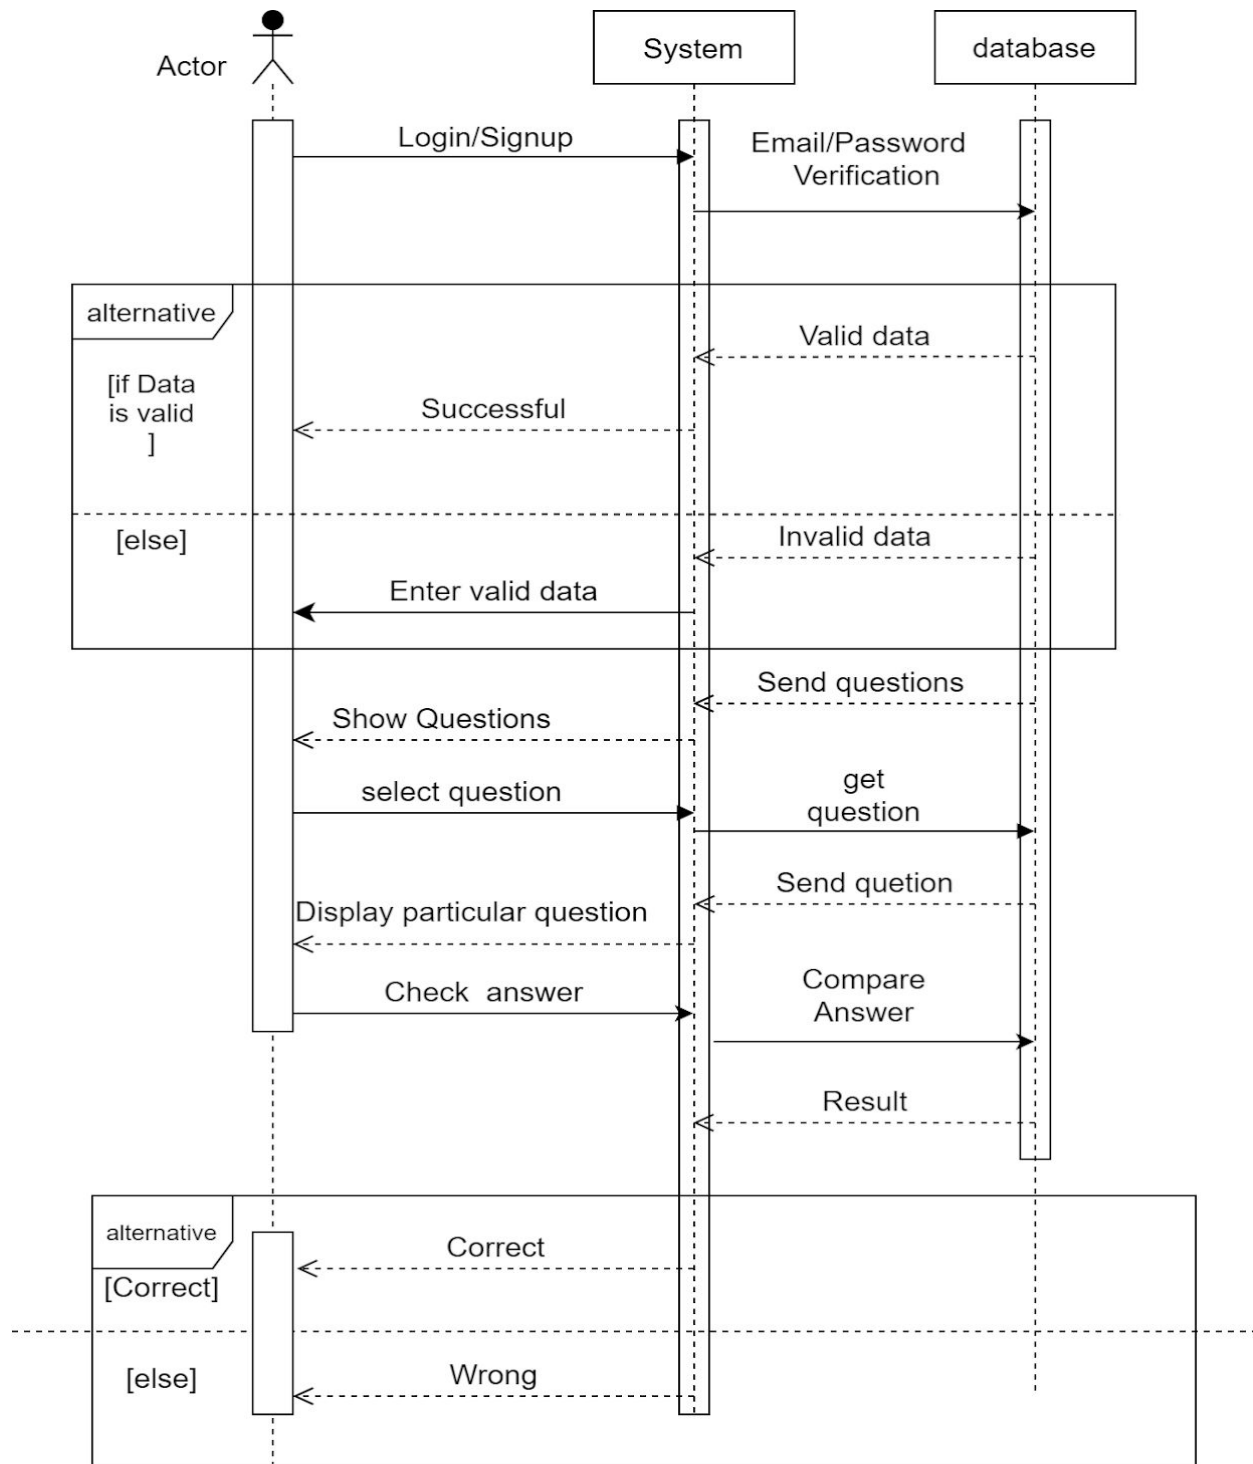 Actor
System
database
Login/Signup
Email/Password
Verification
alternative
Valid data
[if Data
is valid
]
Successful
[else]
Invalid data
Enter valid data
Send questions
Show Questions
select question
get
question
Send quetion
Display particular question
Check  answer
Compare
Answer
Result
alternative
Correct
[Correct]
[else]
Wrong